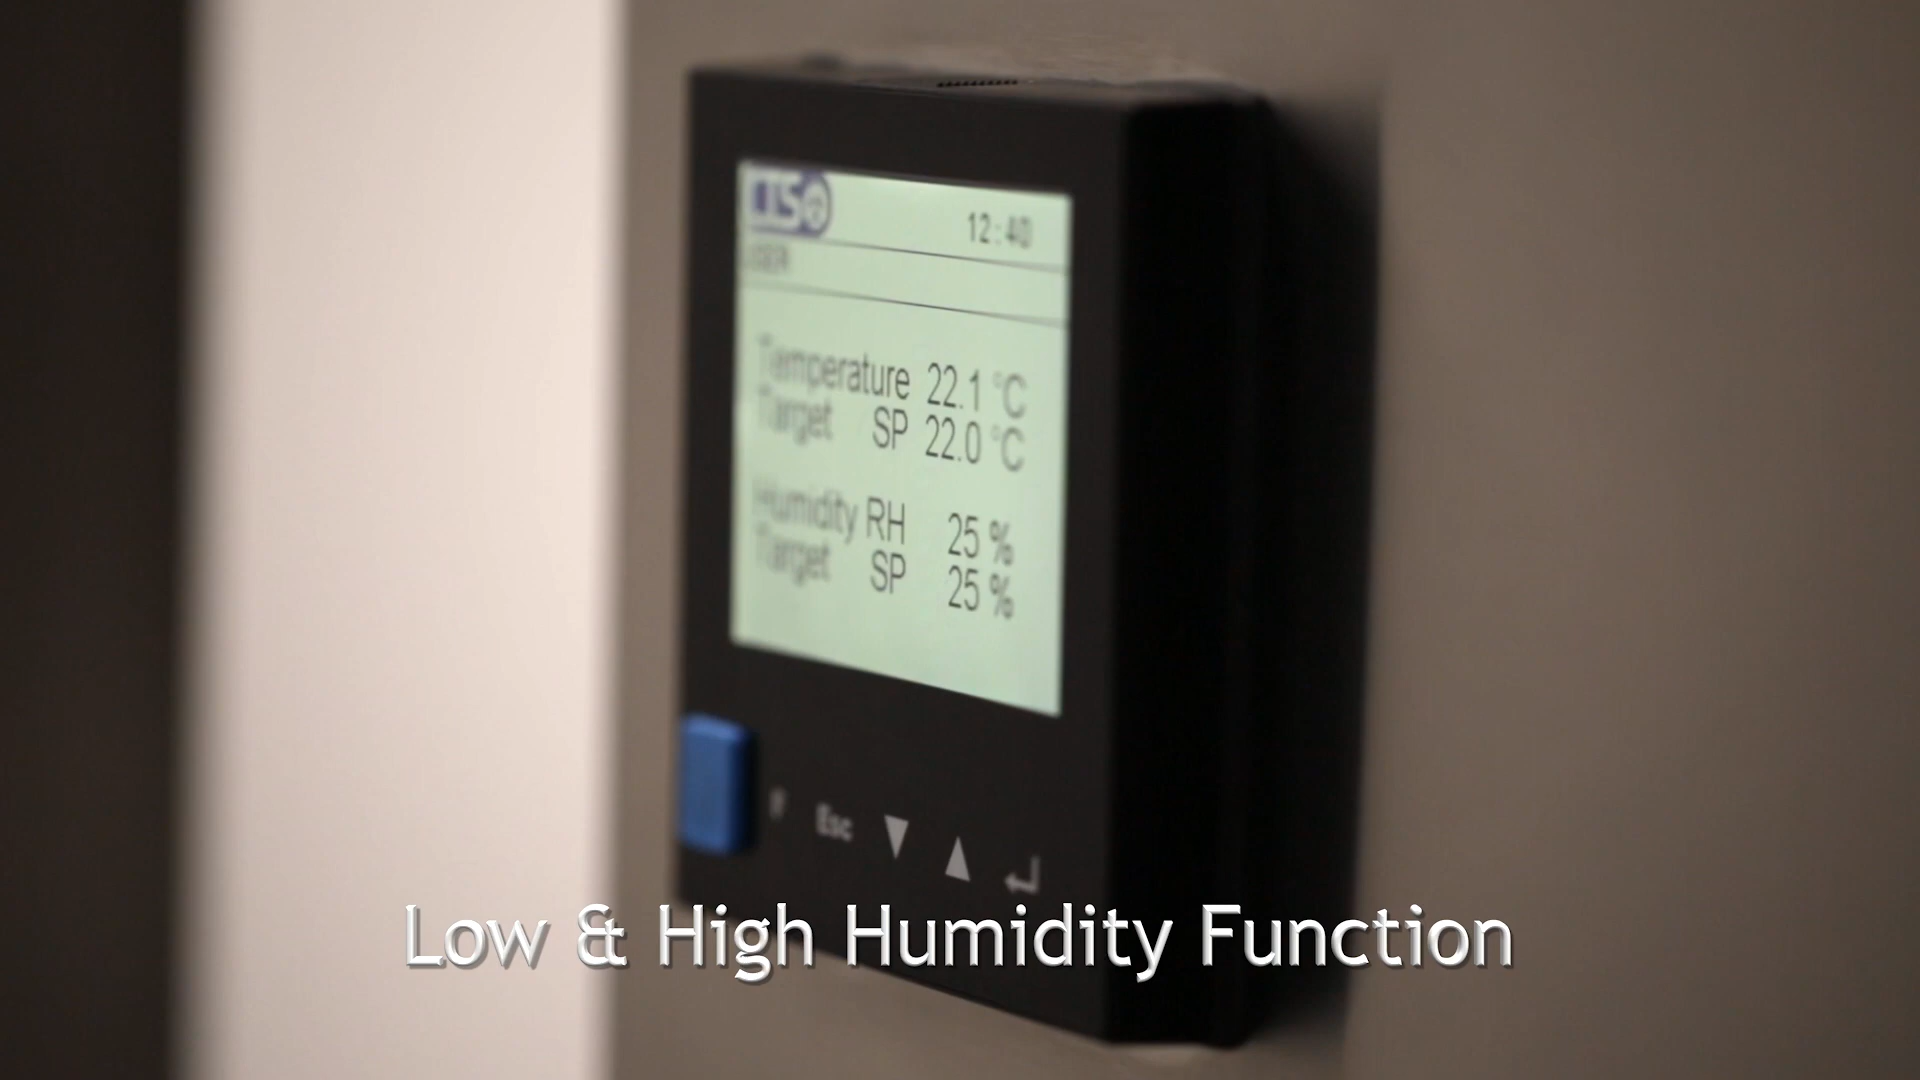 12:40
Temperature 22.1 °C
Target SP 22.0 °C
Humidity RH 25 %
Target SP 25 %
F Esc
Low & High Humidity Function